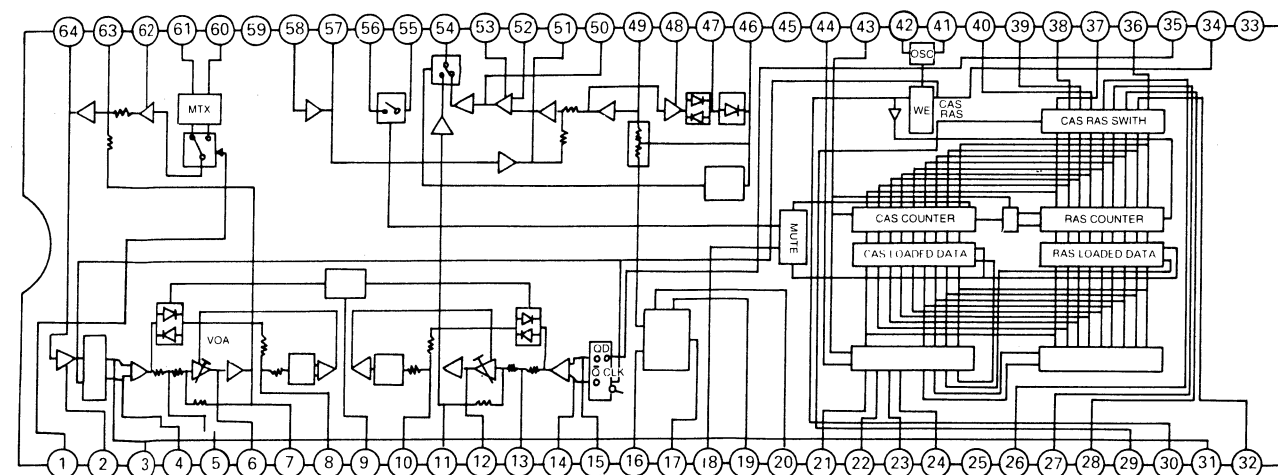 64 63 62 61 60 59 58 57 56 55 54 53 52 51 50 49 48 47 46 45 44 43 42 41 40 39 38 37 36 35 34 33
OSC
MTX
WE
CAS
RAS
CAS RAS SWITH
MUTE
CAS COUNTER
RAS COUNTER
CAS LOADED DATA
RAS LOADED DATA
VOA
QD
Q CLK
1 2 3 4 5 6 7 8 9 10 11 12 13 14 15 16 17 18 19 20 21 22 23 24 25 26 27 28 29 30 31 32